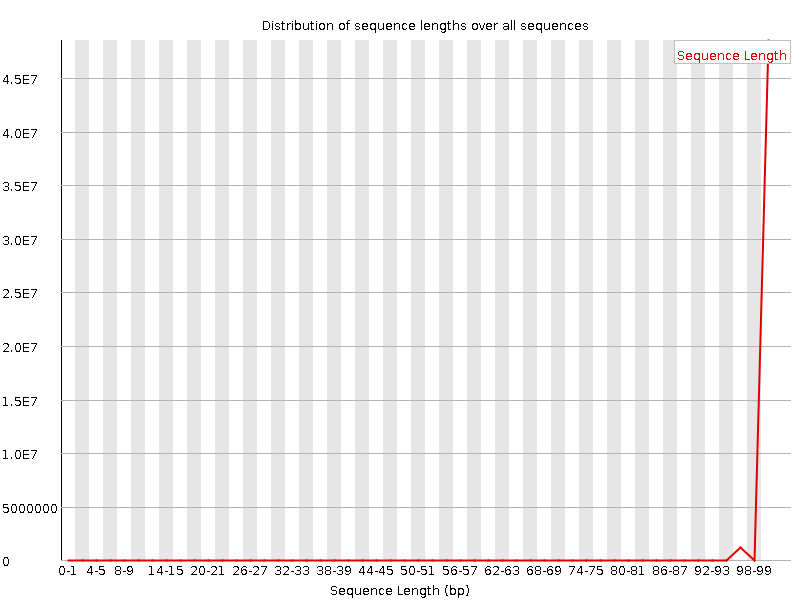 Distribution of sequence lengths over all sequences
Sequence Length
4.5E7
4.0E7
3.5E7
3.0E7
2.5E7
2.0E7
1.5E7
1.0E7
5000000
0
0-1 4-5 8-9 14-15 20-21 26-27 32-33 38-39 44-45 50-51 56-57 62-63 68-69 74-75 80-81 86-87 92-93 98-99
Sequence Length (bp)